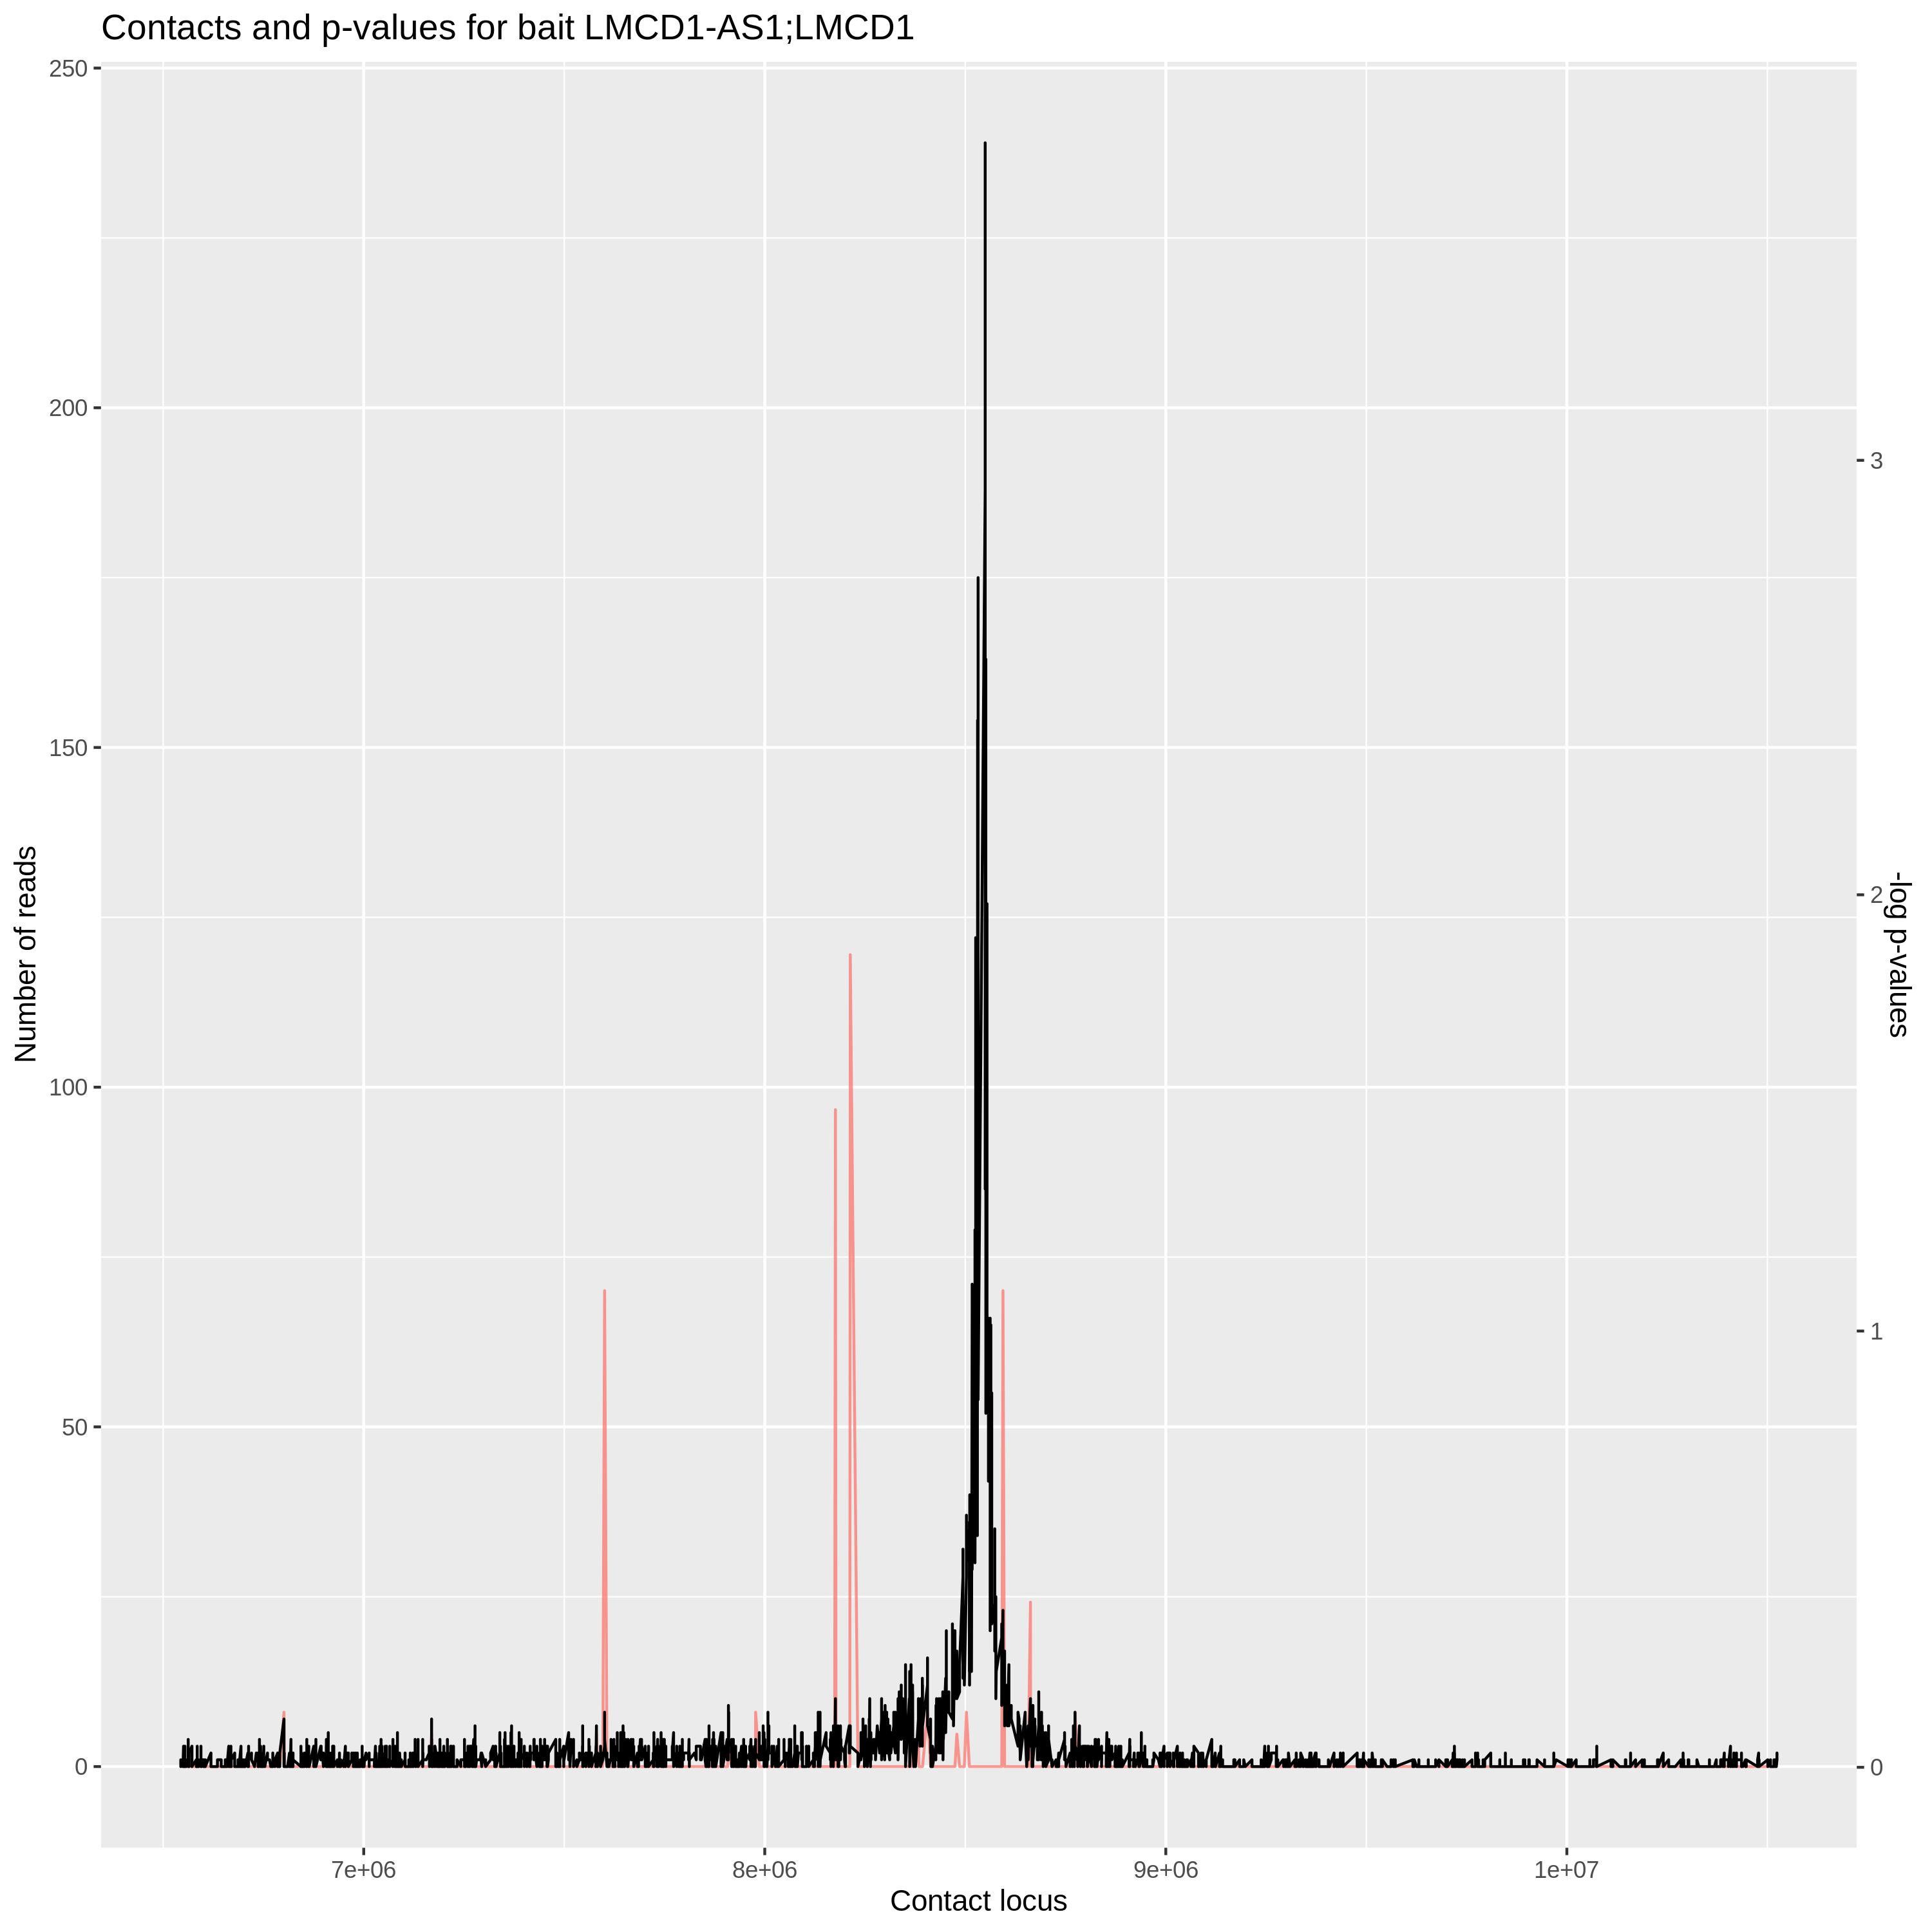 Contacts and p-values for bait LMCD1-AS1;LMCD1
250
200
150
100
50
0
Number of reads
3
2
1
0
-log p-values
7e+06
8e+06
9e+06
1e+07
Contact locus